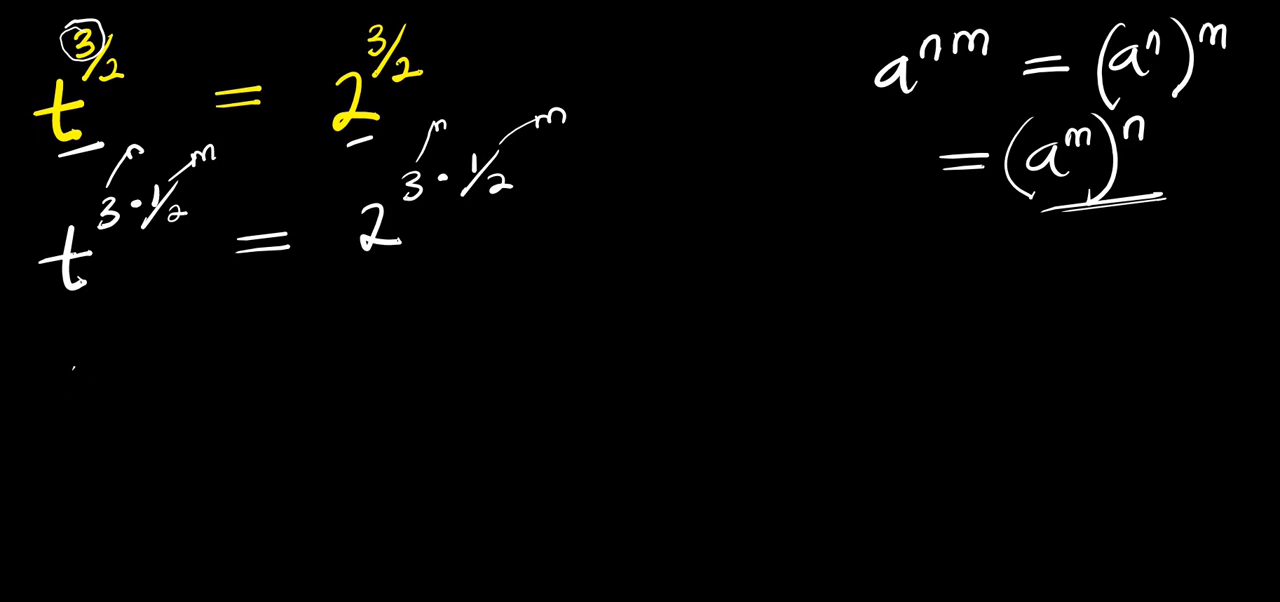 t^3/2 = 2^3/2
a^nm = (a^n)^m
= (a^m)^n
n m n m
t^3·1/2 = 2^3·1/2